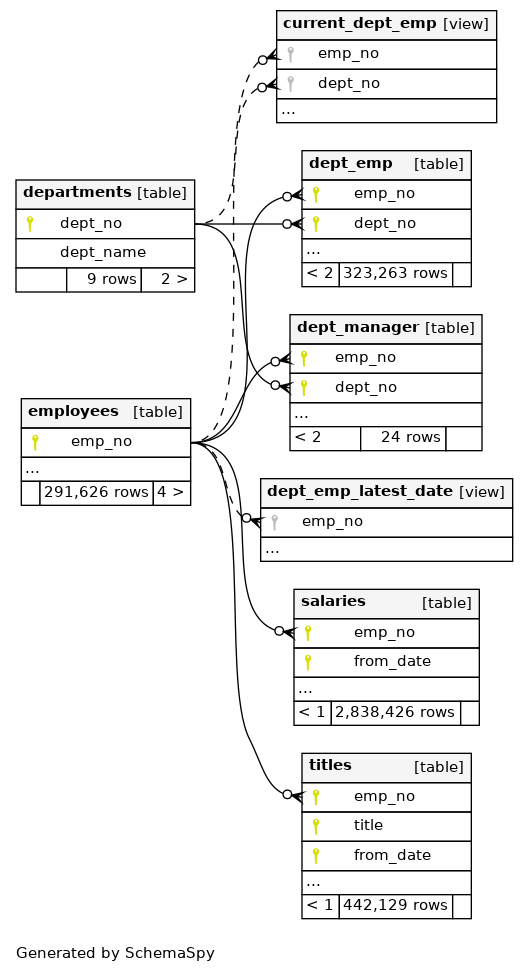 current_dept_emp [view]
emp_no
dept_no
...
dept_emp [table]
emp_no
dept_no
...
< 2 323,263 rows
departments [table]
dept_no
dept_name
9 rows 2 >
dept_manager [table]
emp_no
dept_no
...
< 2 24 rows
employees [table]
emp_no
...
291,626 rows 4 >
dept_emp_latest_date [view]
emp_no
...
salaries [table]
emp_no
from_date
...
< 1 2,838,426 rows
titles [table]
emp_no
title
from_date
...
< 1 442,129 rows
Generated by SchemaSpy